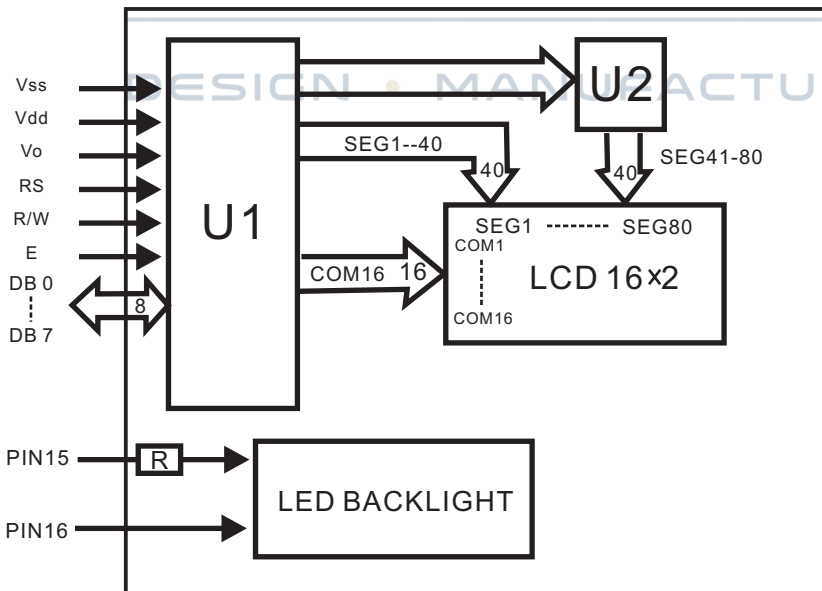 DESIGN • MANUFACTU
Vss
Vdd
Vo
RS
R/W
E
DB 0
DB 7
8
U1
U2
SEG1--40
40
40
SEG41-80
COM16 16
SEG1 SEG80
COM1
COM16
LCD 16×2
PIN15
R
PIN16
LED BACKLIGHT